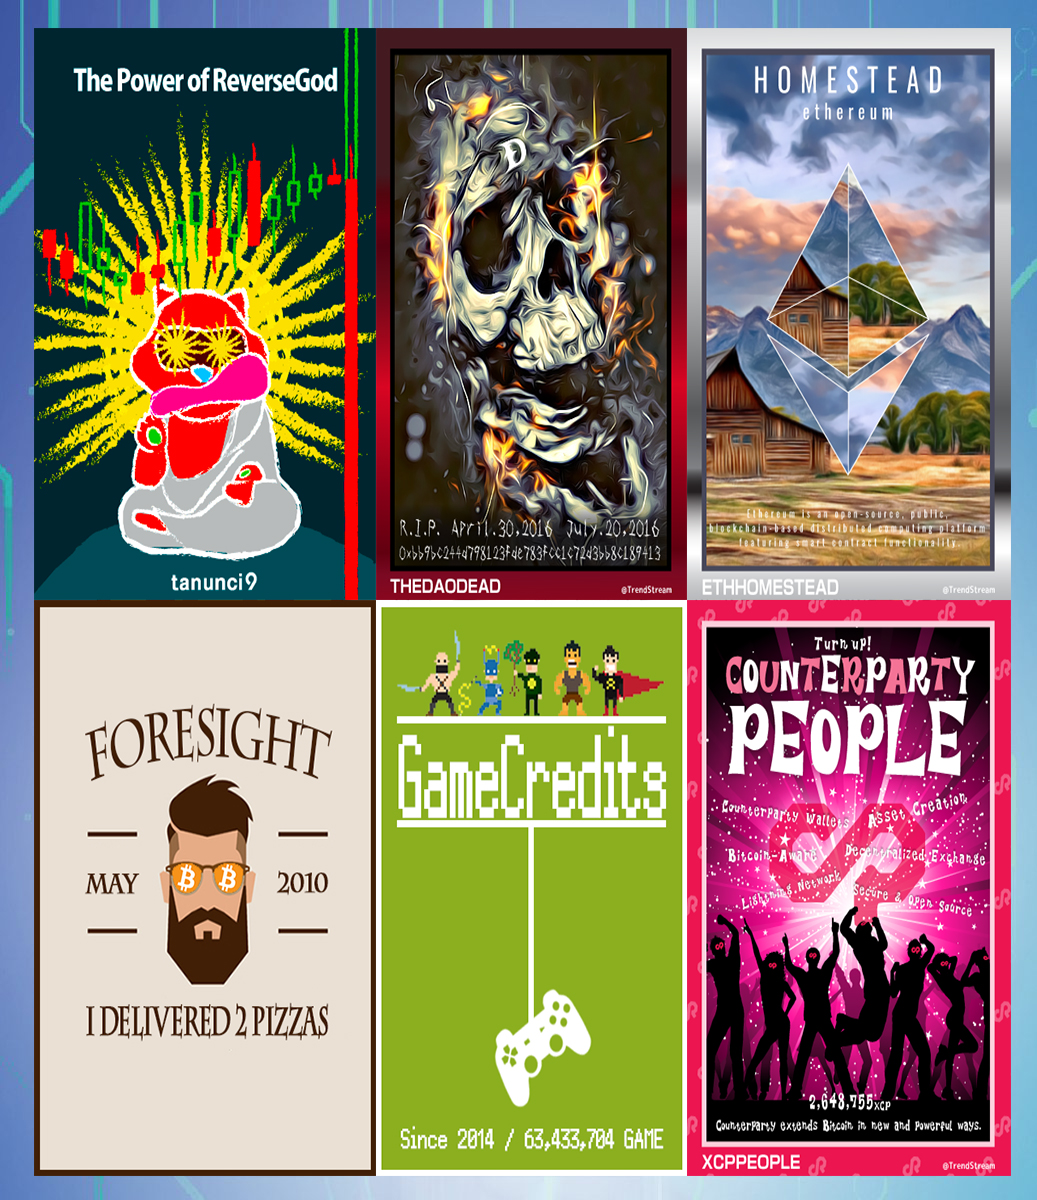 The Power of ReverseGod
tanunci9
R.I.P. April.30,2016 July.20,2016
0xbb9bc244d798123fde783fcc1c72d3bb8c189413
THEDAODEAD
@TrendStream
HOMESTEAD
ethereum
Ethereum is an open-source, public,
blockchain-based distributed computing platform
featuring smart contract functionality.
ETHHOMESTEAD
@TrendStream
FORESIGHT
MAY 2010
I DELIVERED 2 PIZZAS
GameCredits
Since 2014 / 63,433,704 GAME
Turn up!
COUNTERPARTY
PEOPLE
Counterparty Wallets Asset Creation
Bitcoin-Aware Decentralized Exchange
Lightning Network Secure & Open Source
2,648,755XCP
Counterparty extends Bitcoin in new and powerful ways.
XCPPEOPLE
@TrendStream